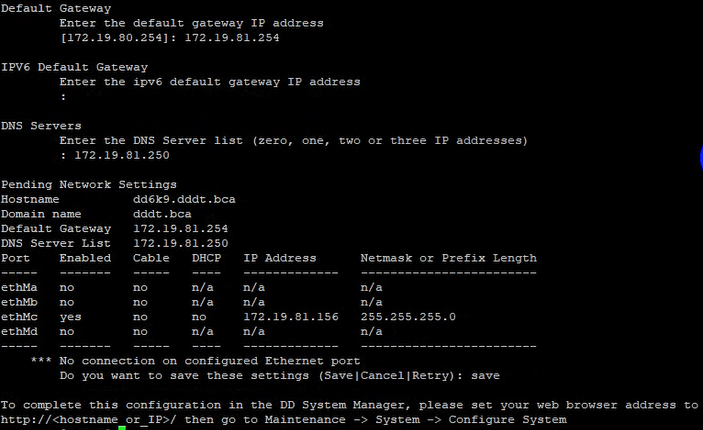 Default Gateway
Enter the default gateway IP address
[172.19.80.254]: 172.19.81.254
IPV6 Default Gateway
Enter the ipv6 default gateway IP address
:
DNS Servers
Enter the DNS Server list (zero, one, two or three IP addresses)
: 172.19.81.250
Pending Network Settings
Hostname dd6k9.dddt.bca
Domain name dddt.bca
Default Gateway 172.19.81.254
DNS Server List 172.19.81.250
Port Enabled Cable DHCP IP Address Netmask or Prefix Length
----- ------- ----- ---- ------------- ------------------------
ethMa no no n/a n/a n/a
ethMb no no n/a n/a n/a
ethMc yes no no 172.19.81.156 255.255.255.0
ethMd no no n/a n/a n/a
----- ------- ----- ---- ------------- ------------------------
*** No connection on configured Ethernet port
Do you want to save these settings (Save|Cancel|Retry): save
To complete this configuration in the DD System Manager, please set your web browser address to
http://<hostname or_IP>/ then go to Maintenance -> System -> Configure System